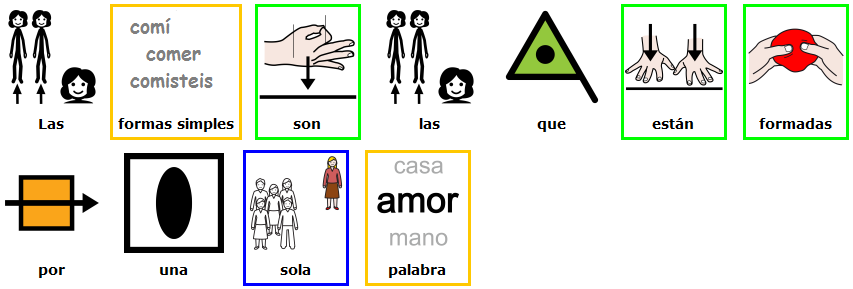 comí
comer
comisteis
Las formas simples son las que están formadas
casa
amor
mano
por una sola palabra